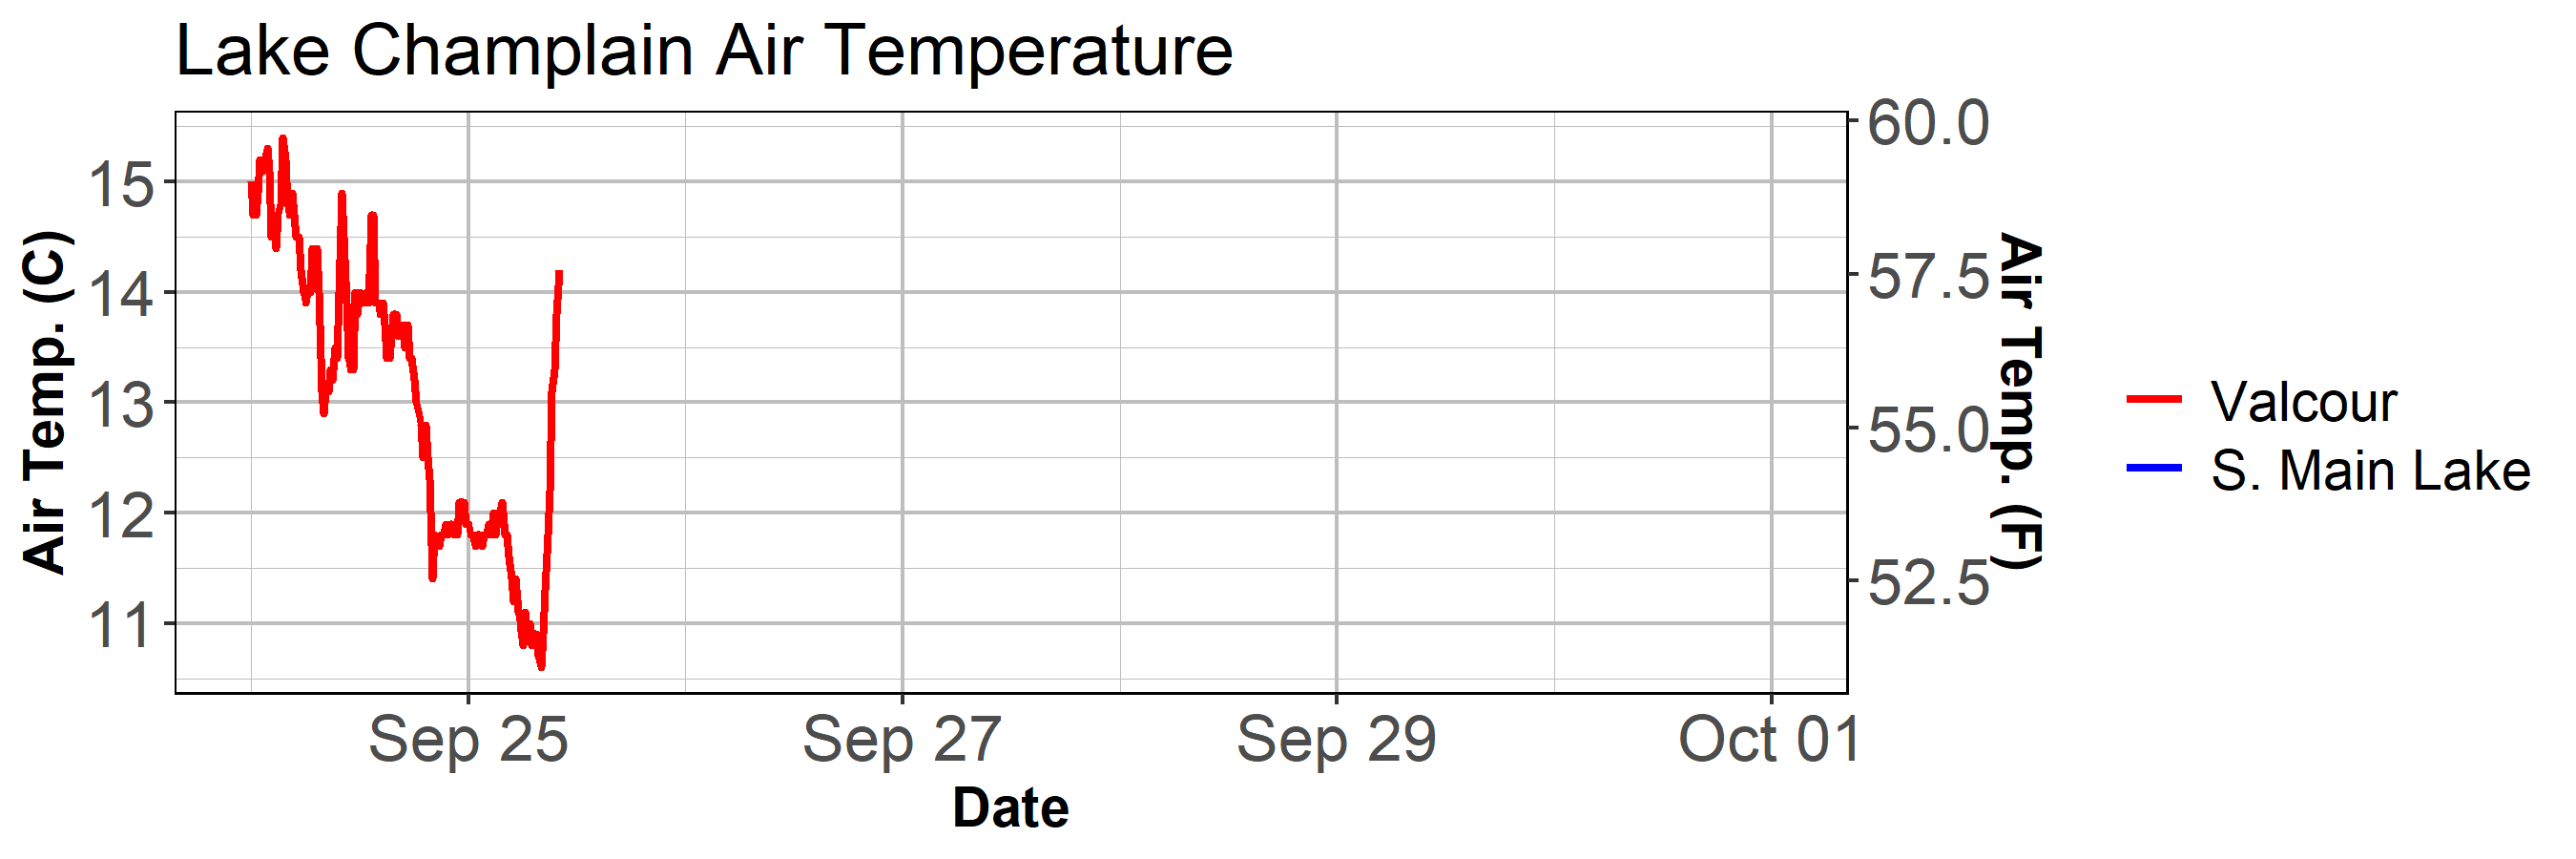 Lake Champlain Air Temperature
Air Temp. (C)
15
14
13
12
11
60.0
57.5
55.0
52.5
Air Temp. (F)
Sep 25
Sep 27
Sep 29
Oct 01
Date
Valcour
S. Main Lake